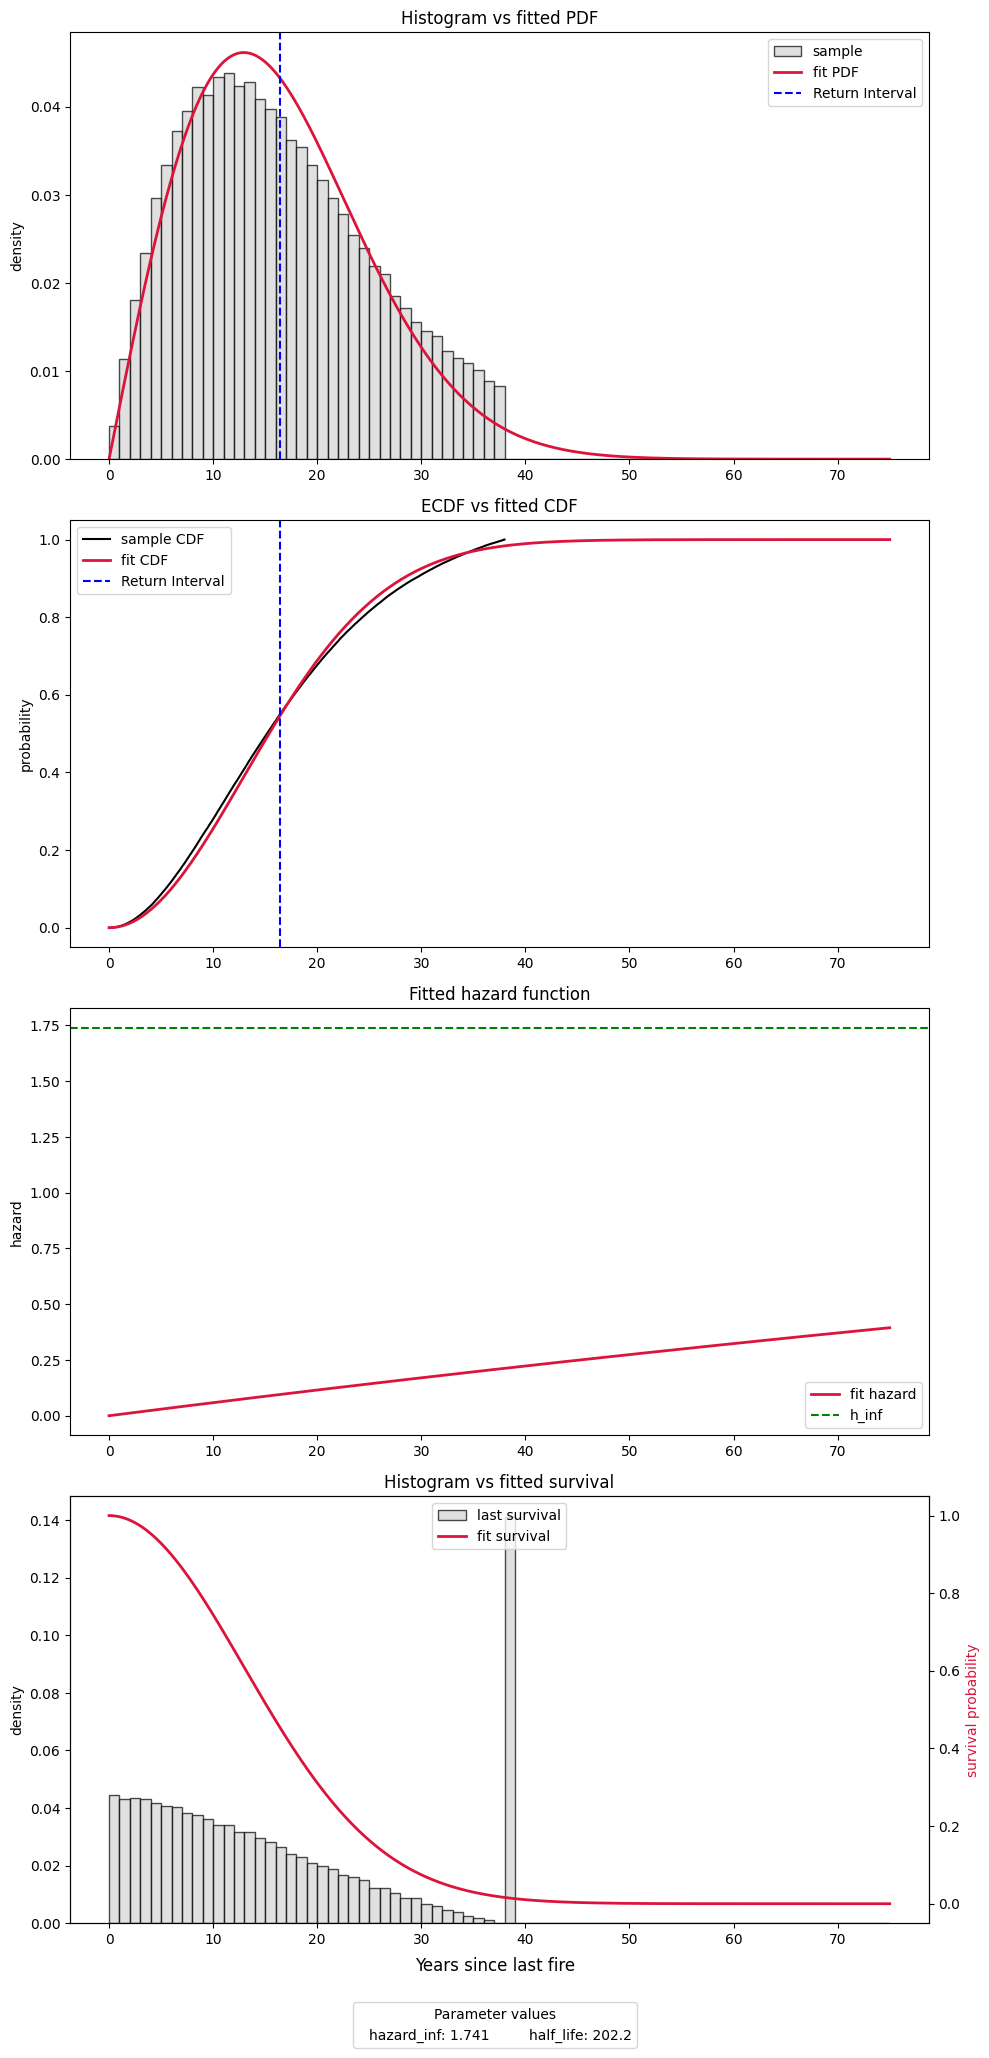 Histogram vs fitted PDF
sample
fit PDF
Return Interval
density
0.04
0.03
0.02
0.01
0.00
0 10 20 30 40 50 60 70
ECDF vs fitted CDF
sample CDF
fit CDF
Return Interval
probability
1.0
0.8
0.6
0.4
0.2
0.0
0 10 20 30 40 50 60 70
Fitted hazard function
hazard
1.75
1.50
1.25
1.00
0.75
0.50
0.25
0.00
fit hazard
h_inf
0 10 20 30 40 50 60 70
Histogram vs fitted survival
last survival
fit survival
density
0.14
0.12
0.10
0.08
0.06
0.04
0.02
0.00
1.0
0.8
0.6
0.4
0.2
0.0
survival probability
0 10 20 30 40 50 60 70
Years since last fire
Parameter values
hazard_inf: 1.741 half_life: 202.2